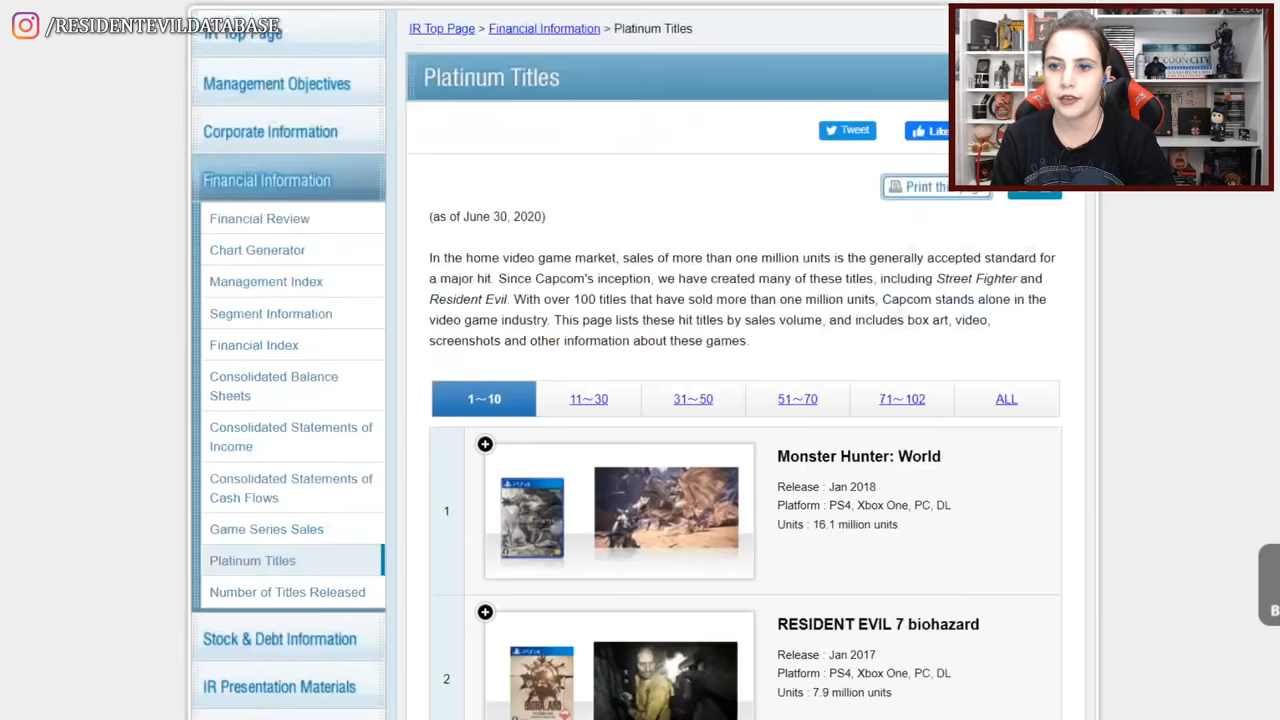 /RESIDENTEVILDATABASE
IR Top Page
Management Objectives
Corporate Information
Financial Information
Financial Review
Chart Generator
Management Index
Segment Information
Financial Index
Consolidated Balance
Sheets
Consolidated Statements of
Income
Consolidated Statements of
Cash Flows
Game Series Sales
Platinum Titles
Number of Titles Released
Stock & Debt Information
IR Presentation Materials
IR Top Page > Financial Information > Platinum Titles
Platinum Titles
Tweet
Like
Print
(as of June 30, 2020)
In the home video game market, sales of more than one million units is the generally accepted standard for
a major hit. Since Capcom's inception, we have created many of these titles, including Street Fighter and
Resident Evil. With over 100 titles that have sold more than one million units, Capcom stands alone in the
video game industry. This page lists these hit titles by sales volume, and includes box art, video,
screenshots and other information about these games.
1～10 11～30 31～50 51～70 71～102 ALL
1
Monster Hunter: World
Release : Jan 2018
Platform : PS4, Xbox One, PC, DL
Units : 16.1 million units
2
RESIDENT EVIL 7 biohazard
Release : Jan 2017
Platform : PS4, Xbox One, PC, DL
Units : 7.9 million units
RACCOON CITY
B